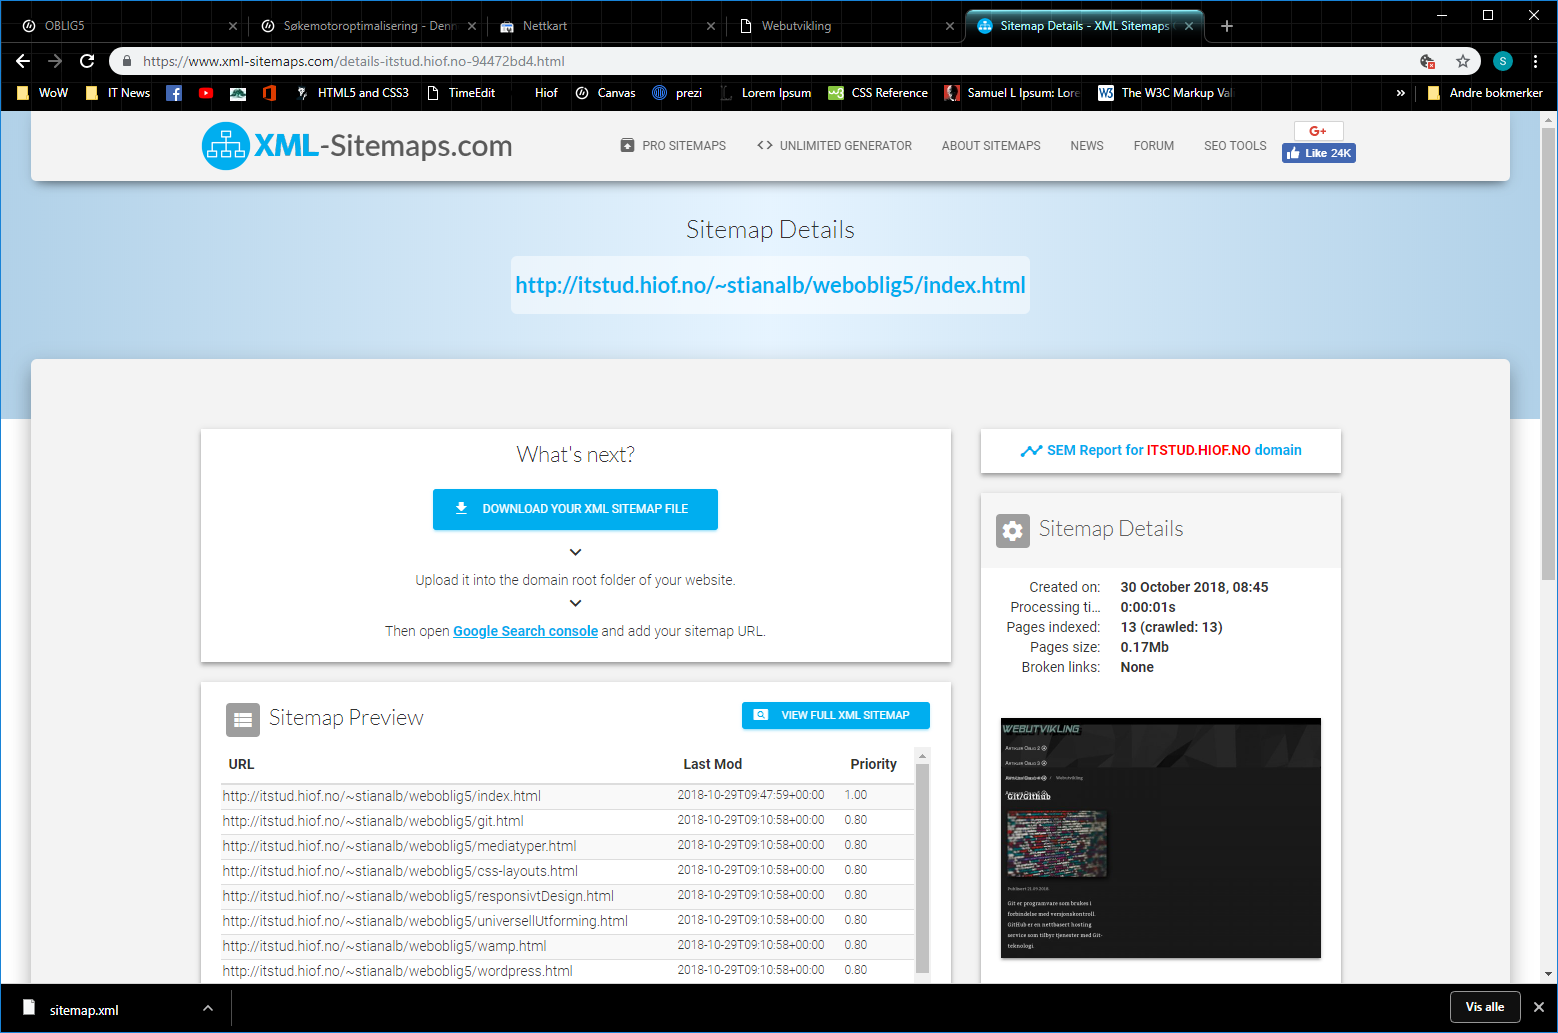 OBLIG5
Søkemotoroptimalisering - Denn
Nettkart
Webutvikling
Sitemap Details - XML Sitemaps
https://www.xml-sitemaps.com/details-itstud.hiof.no-94472bd4.html
S
WoW
IT News
HTML5 and CSS3
TimeEdit
Hiof
Canvas
prezi
Lorem Ipsum
CSS Reference
Samuel L Ipsum: Lore
The W3C Markup Vali
»
Andre bokmerker
XML-Sitemaps.com
PRO SITEMAPS
UNLIMITED GENERATOR
ABOUT SITEMAPS
NEWS
FORUM
SEO TOOLS
G+
Like 24K
Sitemap Details
http://itstud.hiof.no/~stianalb/weboblig5/index.html
What's next?
DOWNLOAD YOUR XML SITEMAP FILE
Upload it into the domain root folder of your website.
Then open Google Search console and add your sitemap URL.
SEM Report for ITSTUD.HIOF.NO domain
Sitemap Details
Created on: 30 October 2018, 08:45
Processing ti... 0:00:01s
Pages indexed: 13 (crawled: 13)
Pages size: 0.17Mb
Broken links: None
WEBUTVIKLING
Artikler Oblig 2
Artikler Oblig 3
Webutvikling
Git/Github
Publisert 21.09.2018.
Git er programvare som brukes i
forbindelse med versjonskontroll.
GitHub er en nettbasert hosting
service som tilbyr tjenester med Git-
teknologi.
Sitemap Preview
VIEW FULL XML SITEMAP
URL Last Mod Priority
http://itstud.hiof.no/~stianalb/weboblig5/index.html 2018-10-29T09:47:59+00:00 1.00
http://itstud.hiof.no/~stianalb/weboblig5/git.html 2018-10-29T09:10:58+00:00 0.80
http://itstud.hiof.no/~stianalb/weboblig5/mediatyper.html 2018-10-29T09:10:58+00:00 0.80
http://itstud.hiof.no/~stianalb/weboblig5/css-layouts.html 2018-10-29T09:10:58+00:00 0.80
http://itstud.hiof.no/~stianalb/weboblig5/responsivtDesign.html 2018-10-29T09:10:58+00:00 0.80
http://itstud.hiof.no/~stianalb/weboblig5/universellUtforming.html 2018-10-29T09:10:58+00:00 0.80
http://itstud.hiof.no/~stianalb/weboblig5/wamp.html 2018-10-29T09:10:58+00:00 0.80
http://itstud.hiof.no/~stianalb/weboblig5/wordpress.html 2018-10-29T09:10:58+00:00 0.80
sitemap.xml
Vis alle